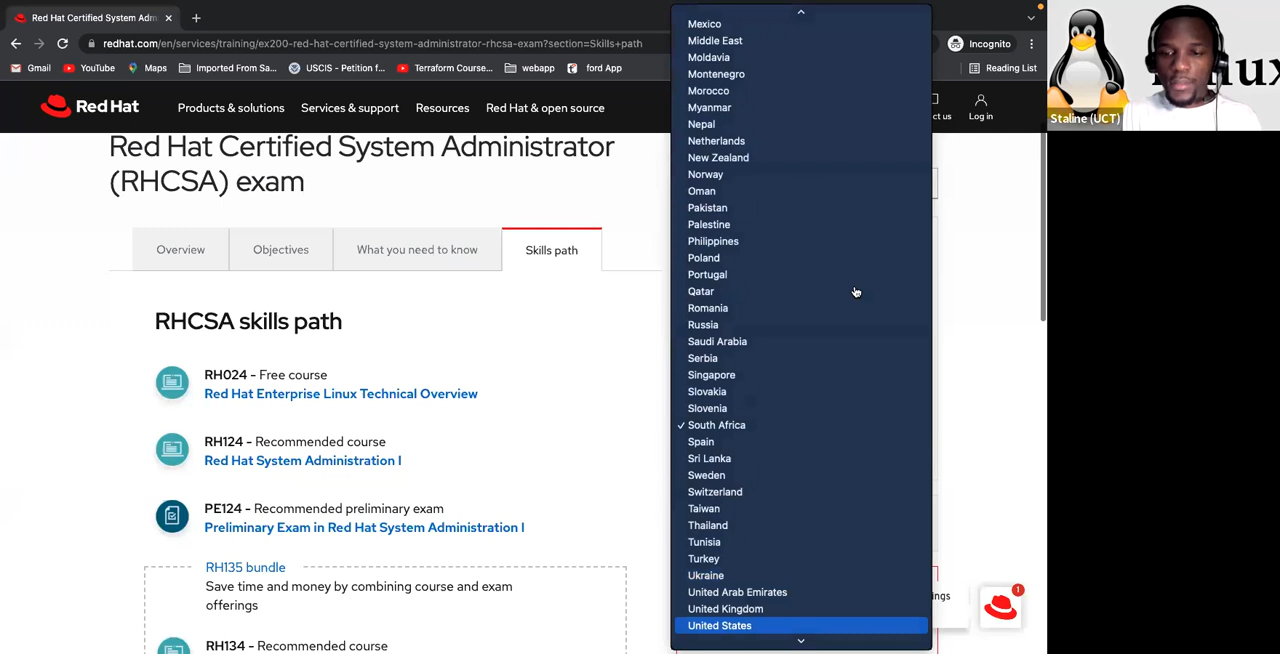 Red Hat Certified System Adm
redhat.com/en/services/training/ex200-red-hat-certified-system-administrator-rhcsa-exam?section=Skills+path
Incognito
Gmail
YouTube
Maps
Imported From Sa...
USCIS - Petition f...
Terraform Course...
webapp
ford App
Reading List
Red Hat
Products & solutions
Services & support
Resources
Red Hat & open source
ct us
Log in
Staline (UCT)
Red Hat Certified System Administrator
(RHCSA) exam
Overview
Objectives
What you need to know
Skills path
RHCSA skills path
RH024 - Free course
Red Hat Enterprise Linux Technical Overview
RH124 - Recommended course
Red Hat System Administration I
PE124 - Recommended preliminary exam
Preliminary Exam in Red Hat System Administration I
RH135 bundle
Save time and money by combining course and exam
offerings
RH134 - Recommended course
Mexico
Middle East
Moldavia
Montenegro
Morocco
Myanmar
Nepal
Netherlands
New Zealand
Norway
Oman
Pakistan
Palestine
Philippines
Poland
Portugal
Qatar
Romania
Russia
Saudi Arabia
Serbia
Singapore
Slovakia
Slovenia
✓ South Africa
Spain
Sri Lanka
Sweden
Switzerland
Taiwan
Thailand
Tunisia
Turkey
Ukraine
United Arab Emirates
United Kingdom
United States
ngs
1